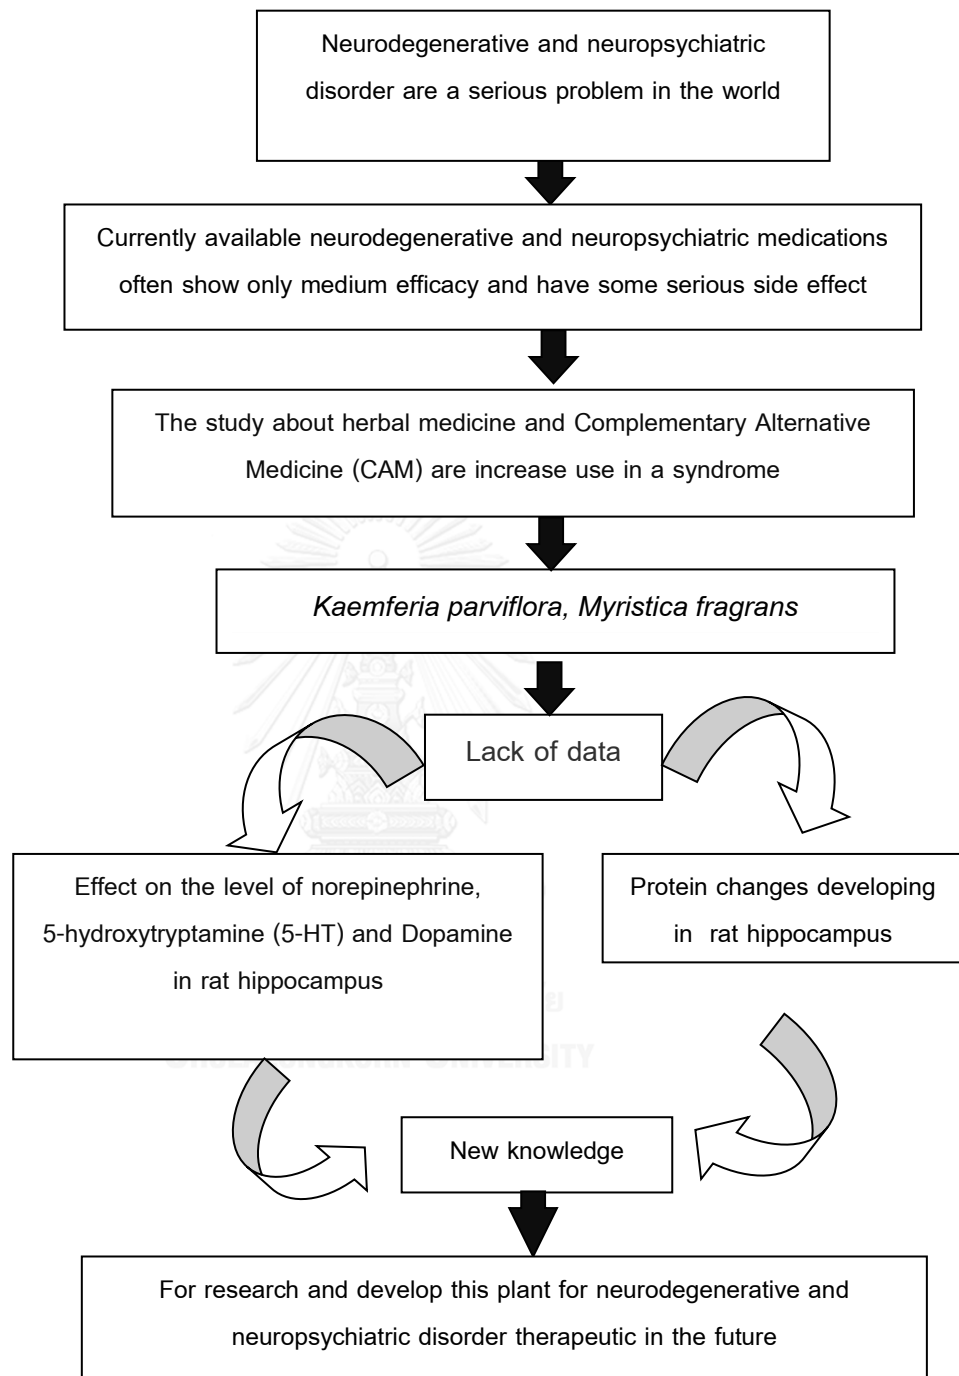 Neurodegenerative and neuropsychiatric
disorder are a serious problem in the world
Currently available neurodegenerative and neuropsychiatric medications
often show only medium efficacy and have some serious side effect
The study about herbal medicine and Complementary Alternative
Medicine (CAM) are increase use in a syndrome
Kaemferia parviflora, Myristica fragrans
Lack of data
Effect on the level of norepinephrine,
5-hydroxytryptamine (5-HT) and Dopamine
in rat hippocampus
Protein changes developing
in rat hippocampus
UNIVERSITY
New knowledge
For research and develop this plant for neurodegenerative and
neuropsychiatric disorder therapeutic in the future